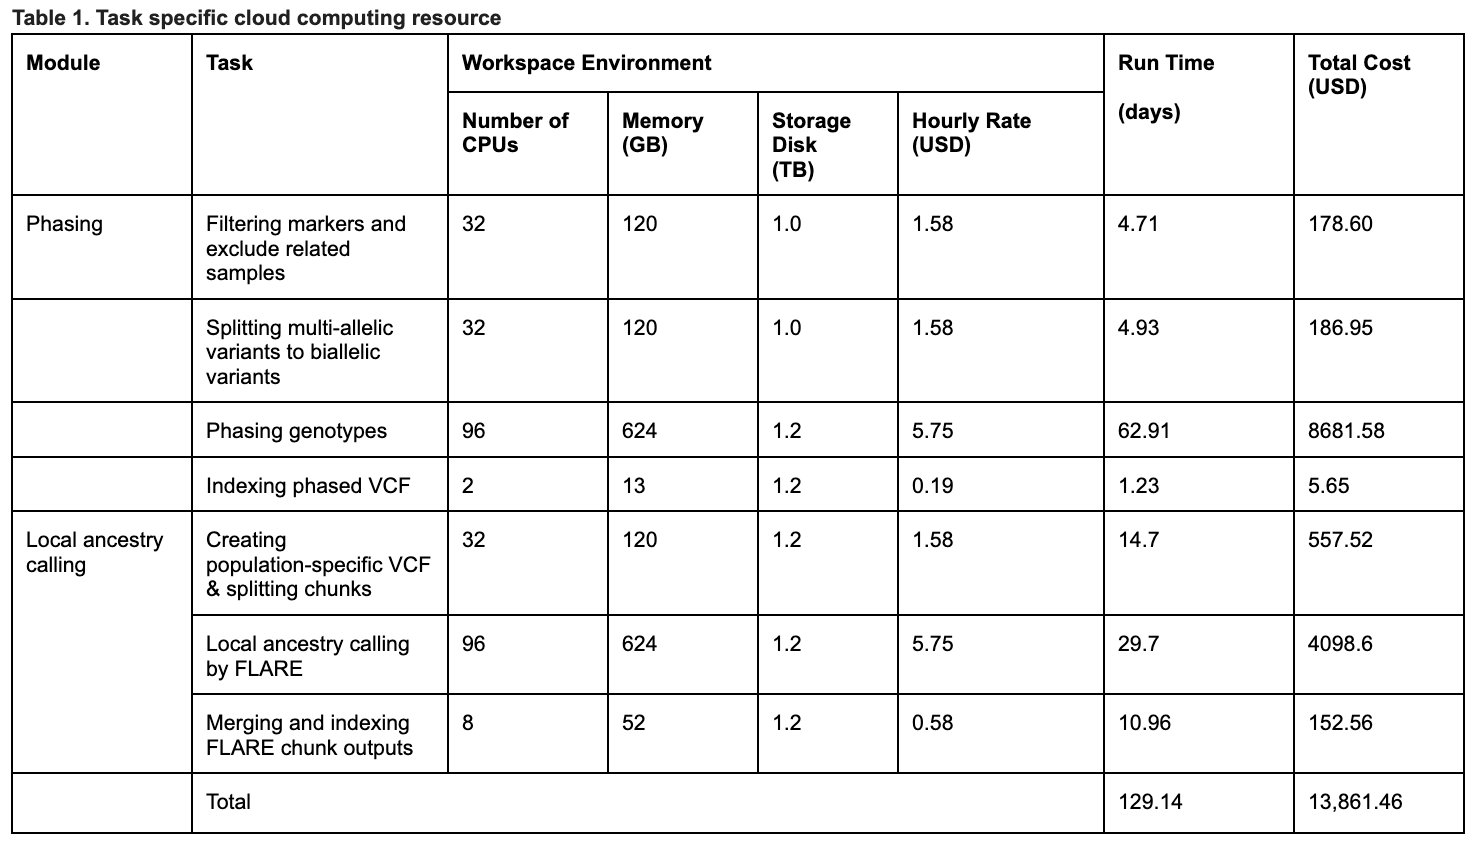 Table 1. Task specific cloud computing resource
Module
Task
Workspace Environment
Run Time
(days)
Total Cost
(USD)
Number of
CPUs
Memory
(GB)
Storage
Disk
(TB)
Hourly Rate
(USD)
Phasing
Filtering markers and
exclude related
samples
32
120
1.0
1.58
4.71
178.60
Splitting multi-allelic
variants to biallelic
variants
32
120
1.0
1.58
4.93
186.95
Phasing genotypes
96
624
1.2
5.75
62.91
8681.58
Indexing phased VCF
2
13
1.2
0.19
1.23
5.65
Local ancestry
calling
Creating
population-specific VCF
& splitting chunks
32
120
1.2
1.58
14.7
557.52
Local ancestry calling
by FLARE
96
624
1.2
5.75
29.7
4098.6
Merging and indexing
FLARE chunk outputs
8
52
1.2
0.58
10.96
152.56
Total
129.14
13,861.46